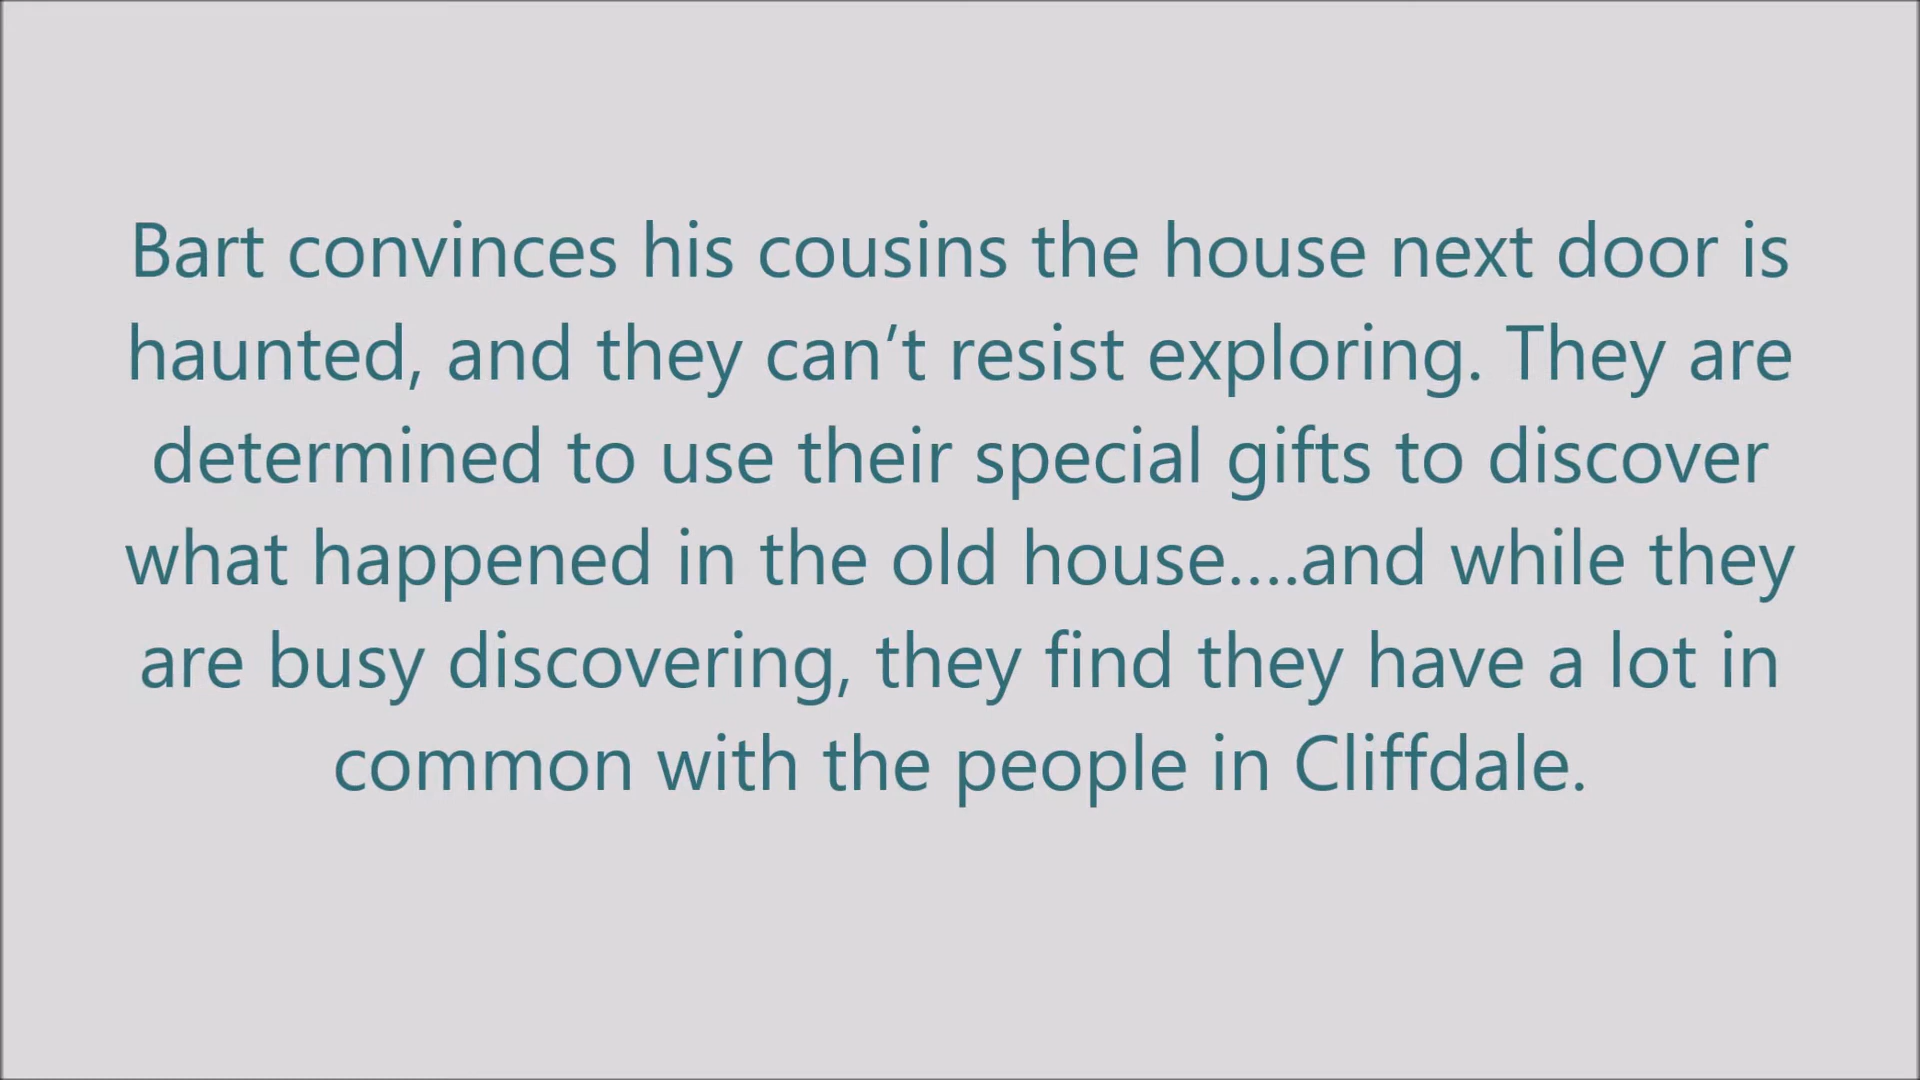 Bart convinces his cousins the house next door is
haunted, and they can’t resist exploring. They are
determined to use their special gifts to discover
what happened in the old house....and while they
are busy discovering, they find they have a lot in
common with the people in Cliffdale.